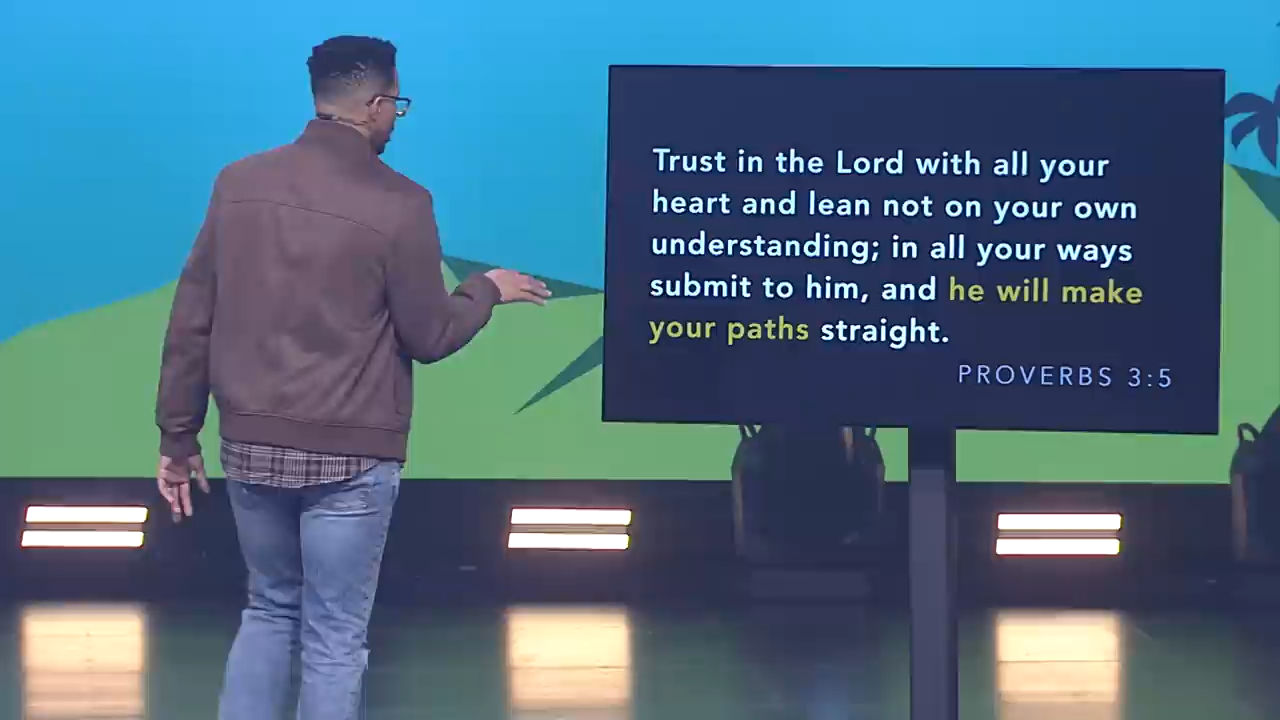 Trust in the Lord with all your
heart and lean not on your own
understanding; in all your ways
submit to him, and he will make
your paths straight.
PROVERBS 3:5